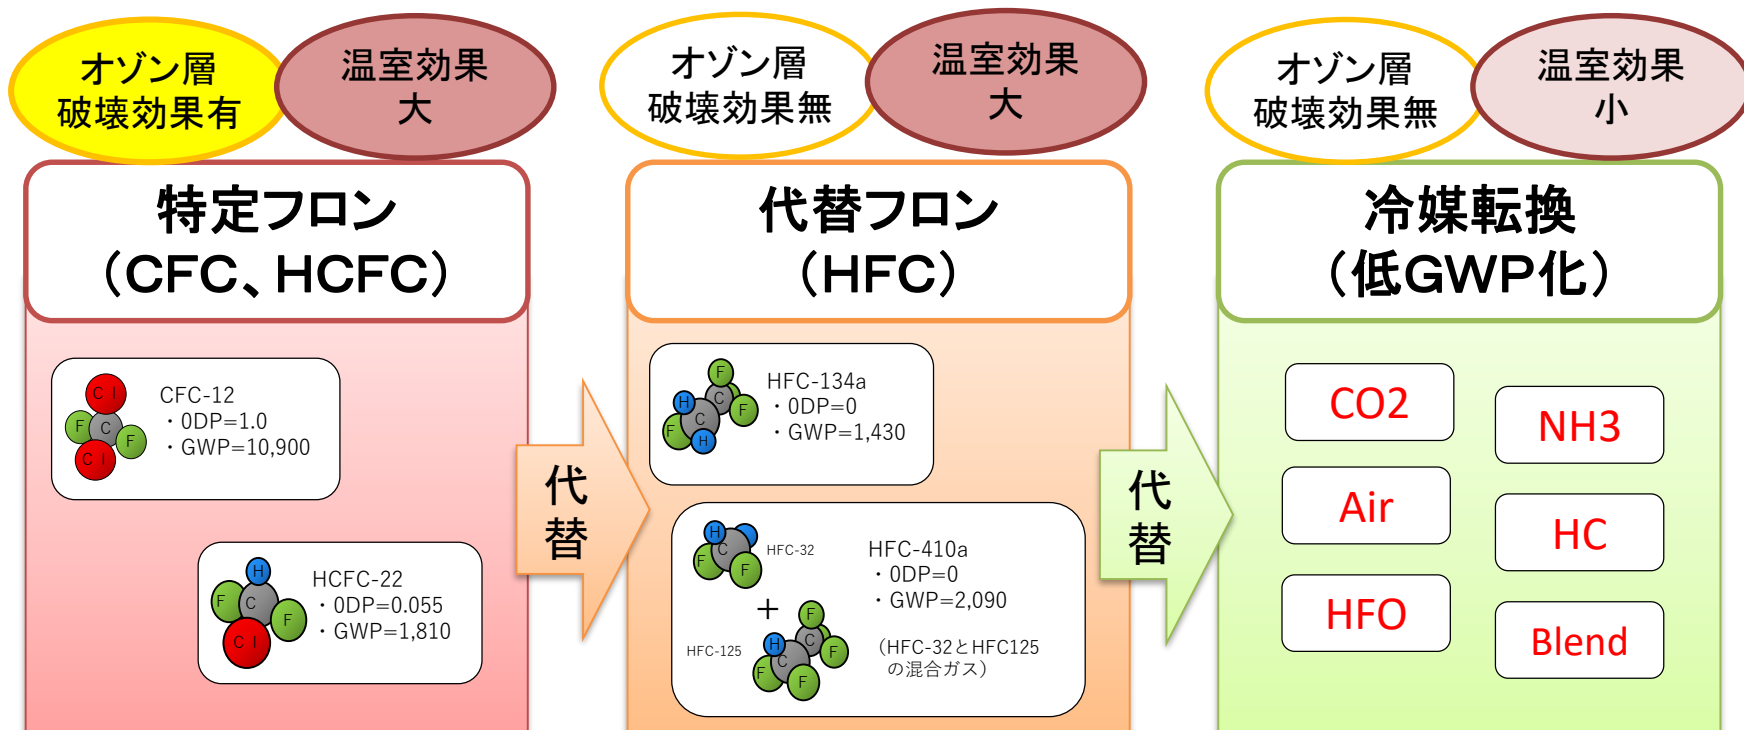 オゾン層
破壊効果有
温室効果
大
特定フロン
（CFC、HCFC）
Cl
F
C
F
Cl
CFC-12
・ODP=1.0
・GWP=10,900
H
F
C
F
Cl
HCFC-22
・ODP=0.055
・GWP=1,810
代
替
オゾン層
破壊効果無
温室効果
大
代替フロン
（HFC）
F
H
C
C
F
F
H
HFC-134a
・ODP=0
・GWP=1,430
H
C
F
F
HFC-32
+
HFC-125
F
H
C
C
F
F
F
HFC-410a
・ODP=0
・GWP=2,090
（HFC-32とHFC125
の混合ガス）
代
替
オゾン層
破壊効果無
温室効果
小
冷媒転換
（低GWP化）
CO2
NH3
Air
HC
HFO
Blend